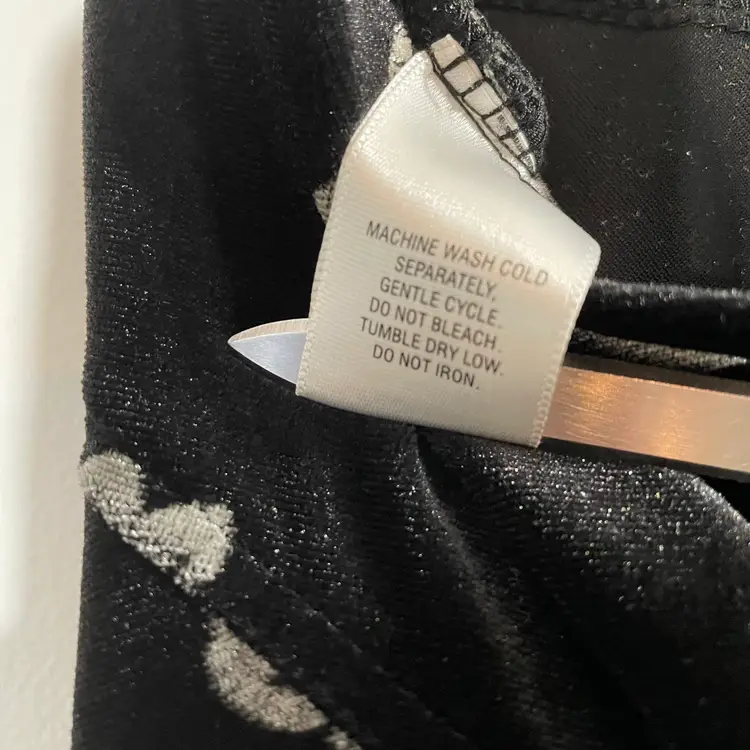 MACHINE WASH COLD
SEPARATELY,
GENTLE CYCLE.
DO NOT BLEACH.
TUMBLE DRY LOW.
DO NOT IRON.